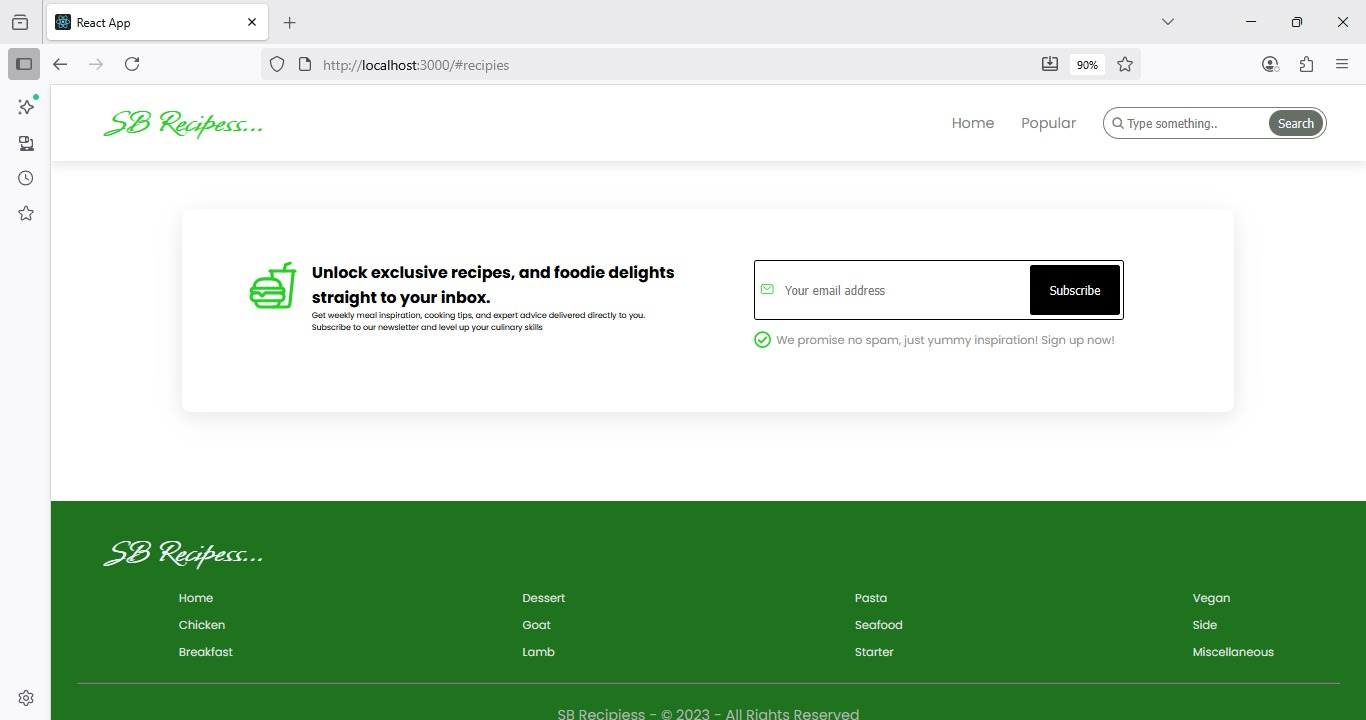 React App
http://localhost:3000/#recipies
90%
SB Recipess...
Home
Popular
Type something..
Search
Unlock exclusive recipes, and foodie delights
straight to your inbox.
Get weekly meal inspiration, cooking tips, and expert advice delivered directly to you.
Subscribe to our newsletter and level up your culinary skills
Your email address
Subscribe
We promise no spam, just yummy inspiration! Sign up now!
SB Recipess...
Home
Dessert
Pasta
Vegan
Chicken
Goat
Seafood
Side
Breakfast
Lamb
Starter
Miscellaneous
SB Recipiess - © 2023 - All Rights Reserved